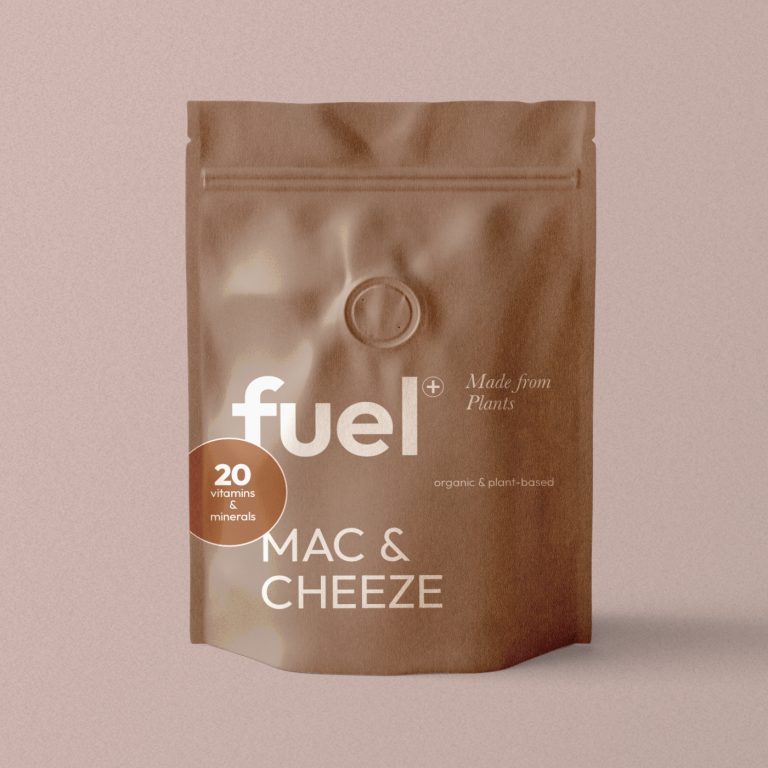 fuel+
Made from
Plants
organic & plant-based
20
vitamins
&
minerals
MAC &
CHEEZE